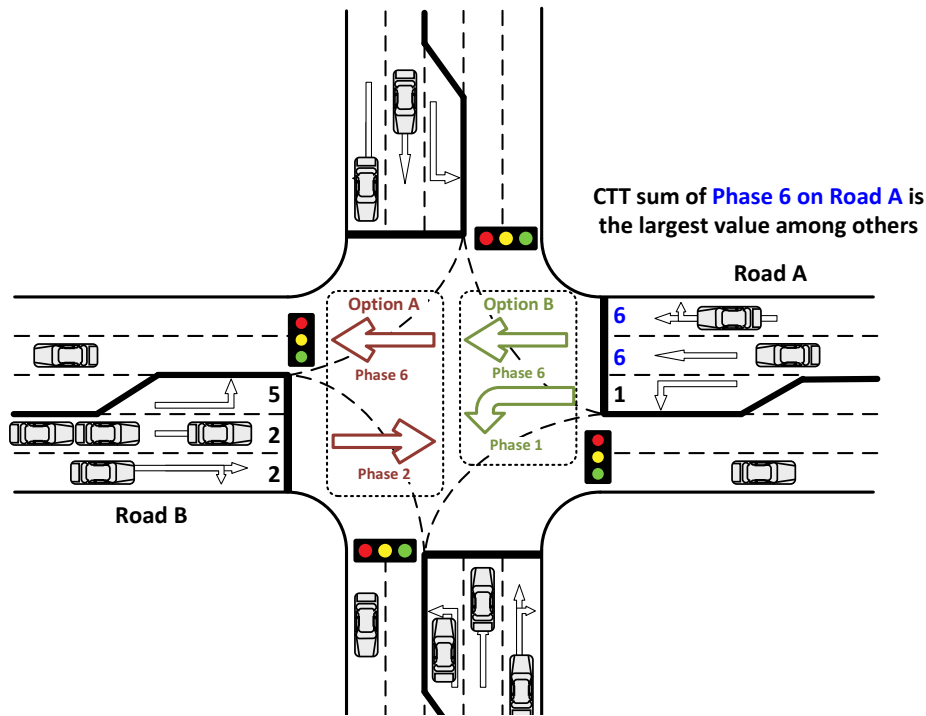 CTT sum of Phase 6 on Road A is
the largest value among others
Road A
Option A
Option B
6
Phase 6
Phase 6
6
5
1
2
Phase 2
Phase 1
2
Road B